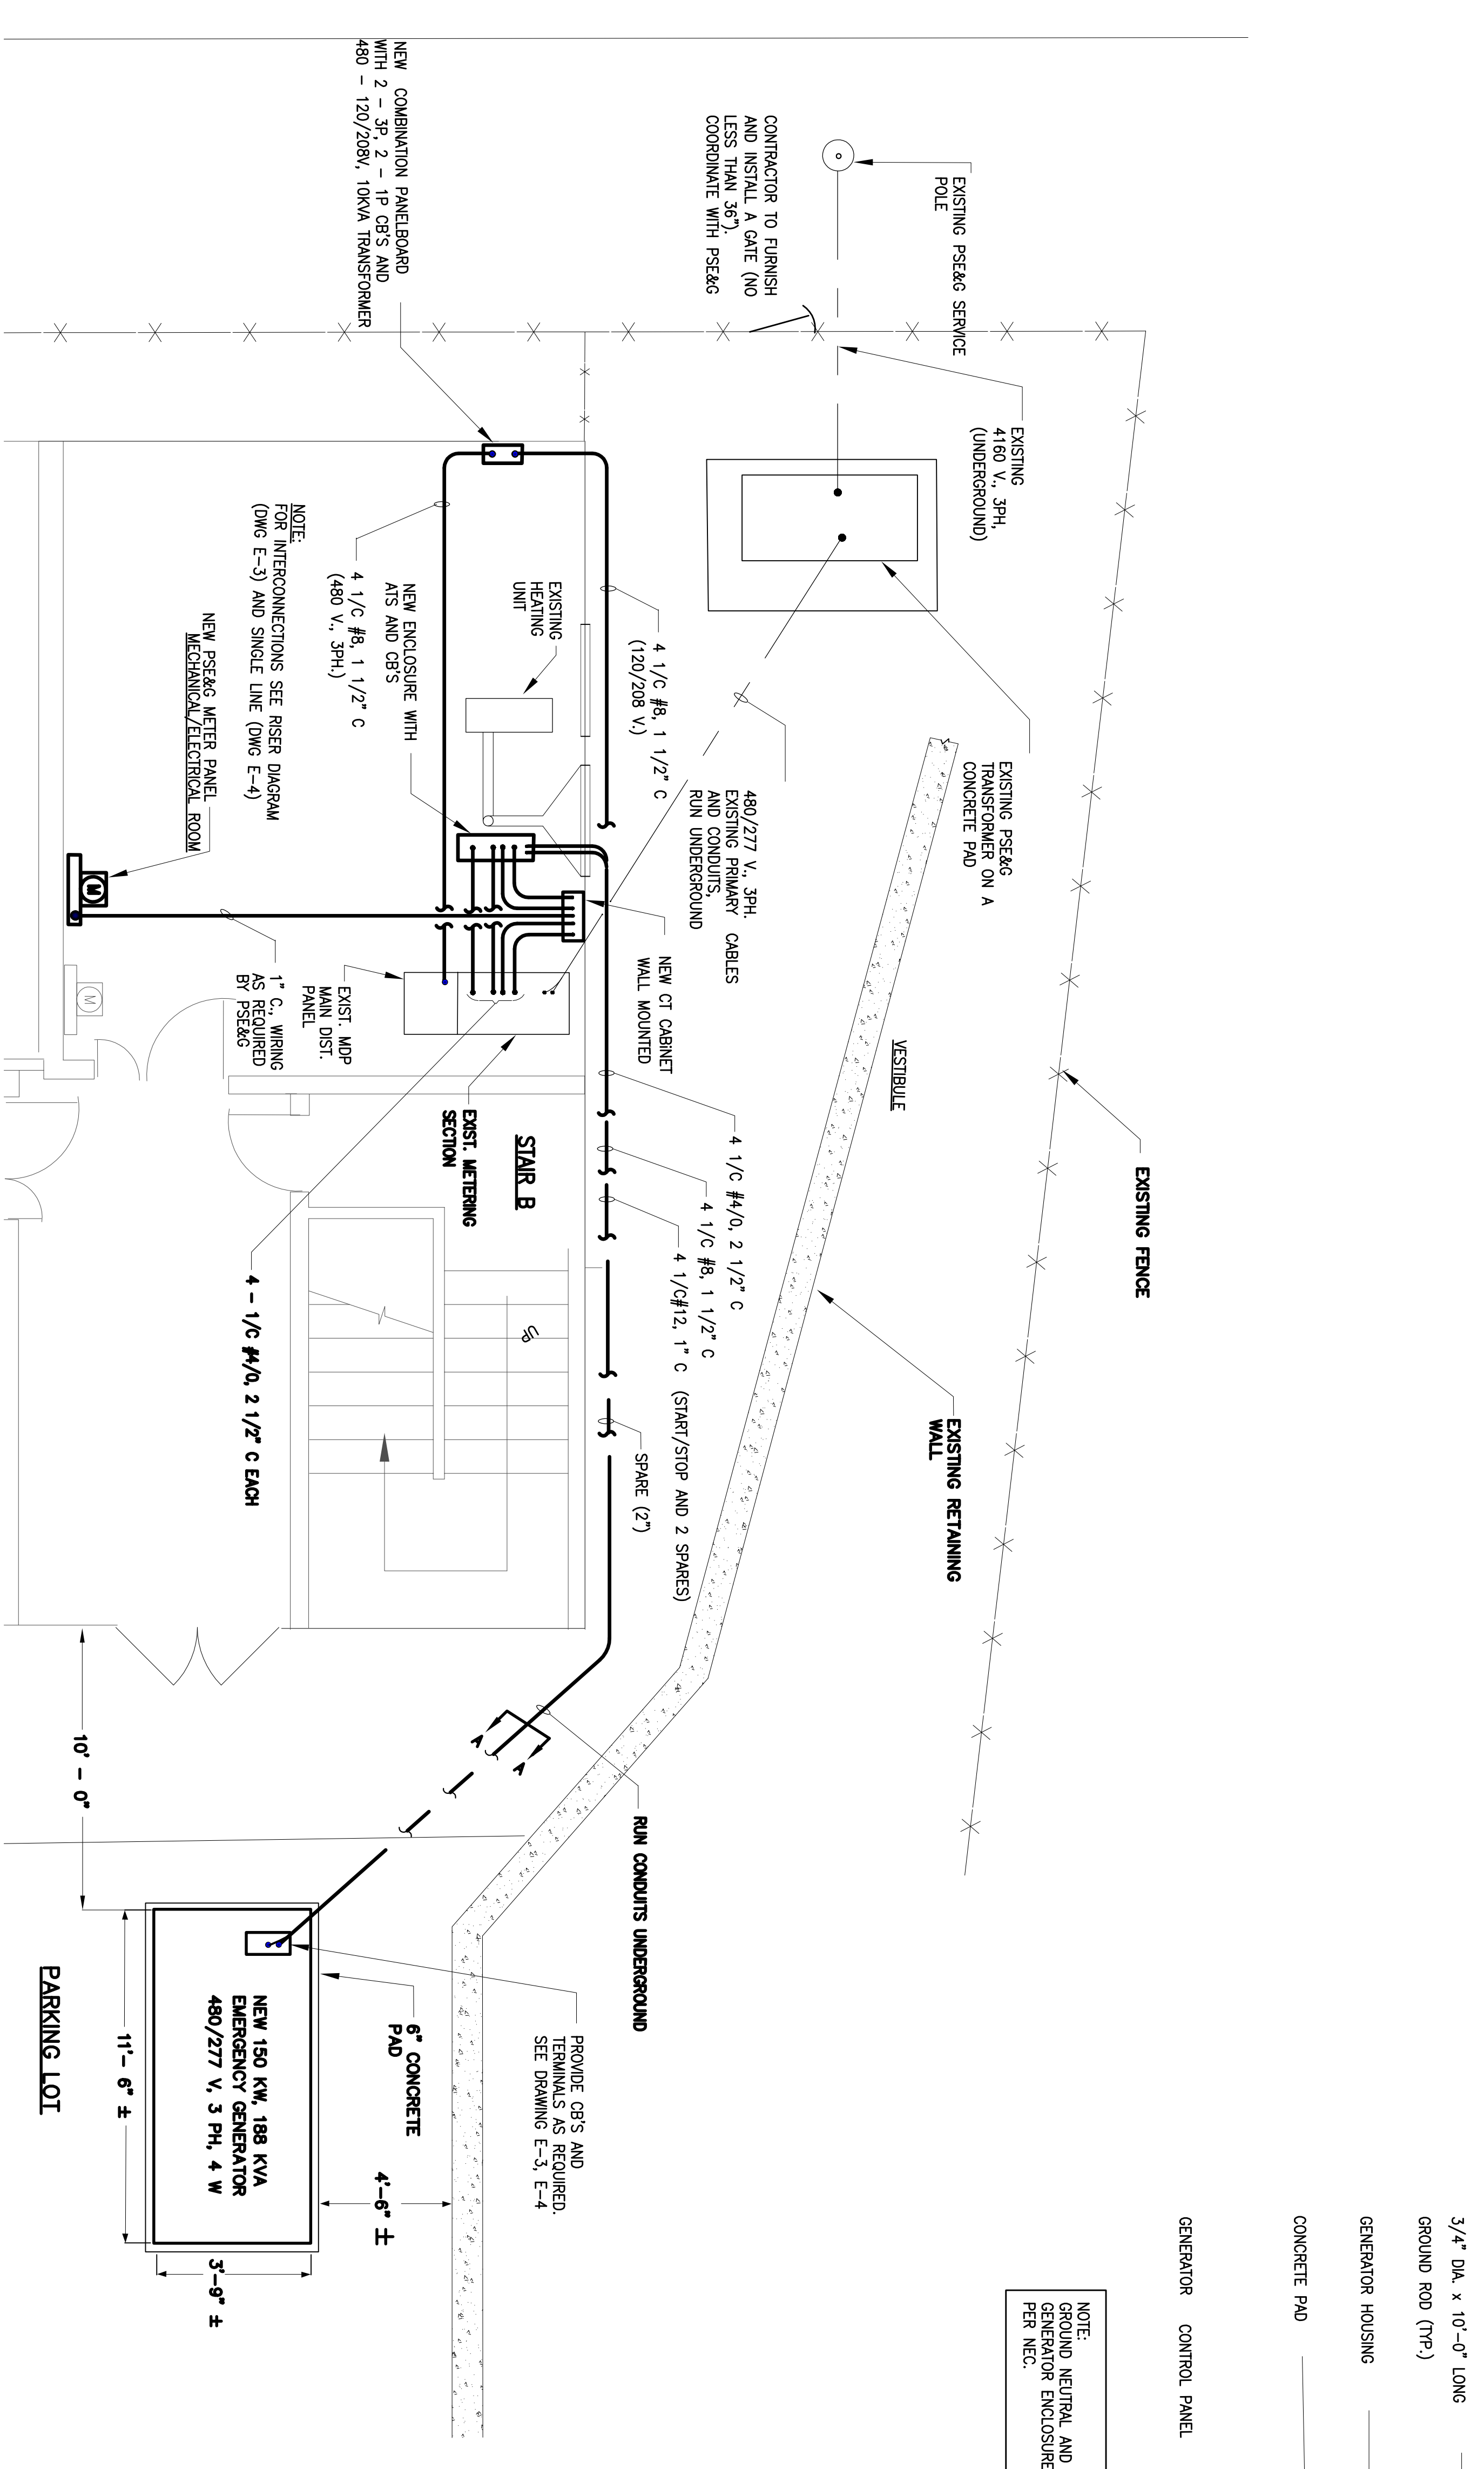 NEW COMBINATION PANELBOARD
WITH 2 - 3P, 2 - 1P CB'S AND
480 - 120/208V, 10KVA TRANSFORMER
CONTRACTOR TO FURNISH
AND INSTALL A GATE (NO
LESS THAN 36").
COORDINATE WITH PSE&G
EXISTING PSE&G SERVICE
POLE
EXISTING
4160 V., 3PH,
(UNDERGROUND)
EXISTING PSE&G
TRANSFORMER ON A
CONCRETE PAD
480/277 V., 3PH.
EXISTING PRIMARY CABLES
AND CONDUITS,
RUN UNDERGROUND
4 1/C #8, 1 1/2" C
(120/208 V.)
EXISTING
HEATING
UNIT
NEW ENCLOSURE WITH
ATS AND CB'S
4 1/C #8, 1 1/2" C
(480 V., 3PH.)
NOTE:
FOR INTERCONNECTIONS SEE RISER DIAGRAM
(DWG E-3) AND SINGLE LINE (DWG E-4)
NEW PSE&G METER PANEL
MECHANICAL/ELECTRICAL ROOM
M
M
1" C., WIRING
AS REQUIRED
BY PSE&G
EXIST. MDP
MAIN DIST.
PANEL
NEW CT CABiNET
WALL MOUNTED
EXIST. METERING
SECTION
STAIR B
UP
VESTIBULE
EXISTING FENCE
EXISTING RETAINING
WALL
4 1/C #4/0, 2 1/2" C
4 1/C #8, 1 1/2" C
4 1/C#12, 1" C (START/STOP AND 2 SPARES)
SPARE (2")
4 - 1/C #4/0, 2 1/2" C EACH
A
A
RUN CONDUITS UNDERGROUND
10' - 0"
PROVIDE CB'S AND
TERMINALS AS REQUIRED.
SEE DRAWING E-3, E-4
6" CONCRETE
PAD
NEW 150 KW, 188 KVA
EMERGENCY GENERATOR
480/277 V, 3 PH, 4 W
4'-6" ±
11'- 6" ±
3'-9" ±
PARKING LOT
3/4" DIA. x 10'-0" LONG
GROUND ROD (TYP.)
GENERATOR HOUSING
CONCRETE PAD
GENERATOR CONTROL PANEL
NOTE:
GROUND NEUTRAL AND
GENERATOR ENCLOSURE
PER NEC.